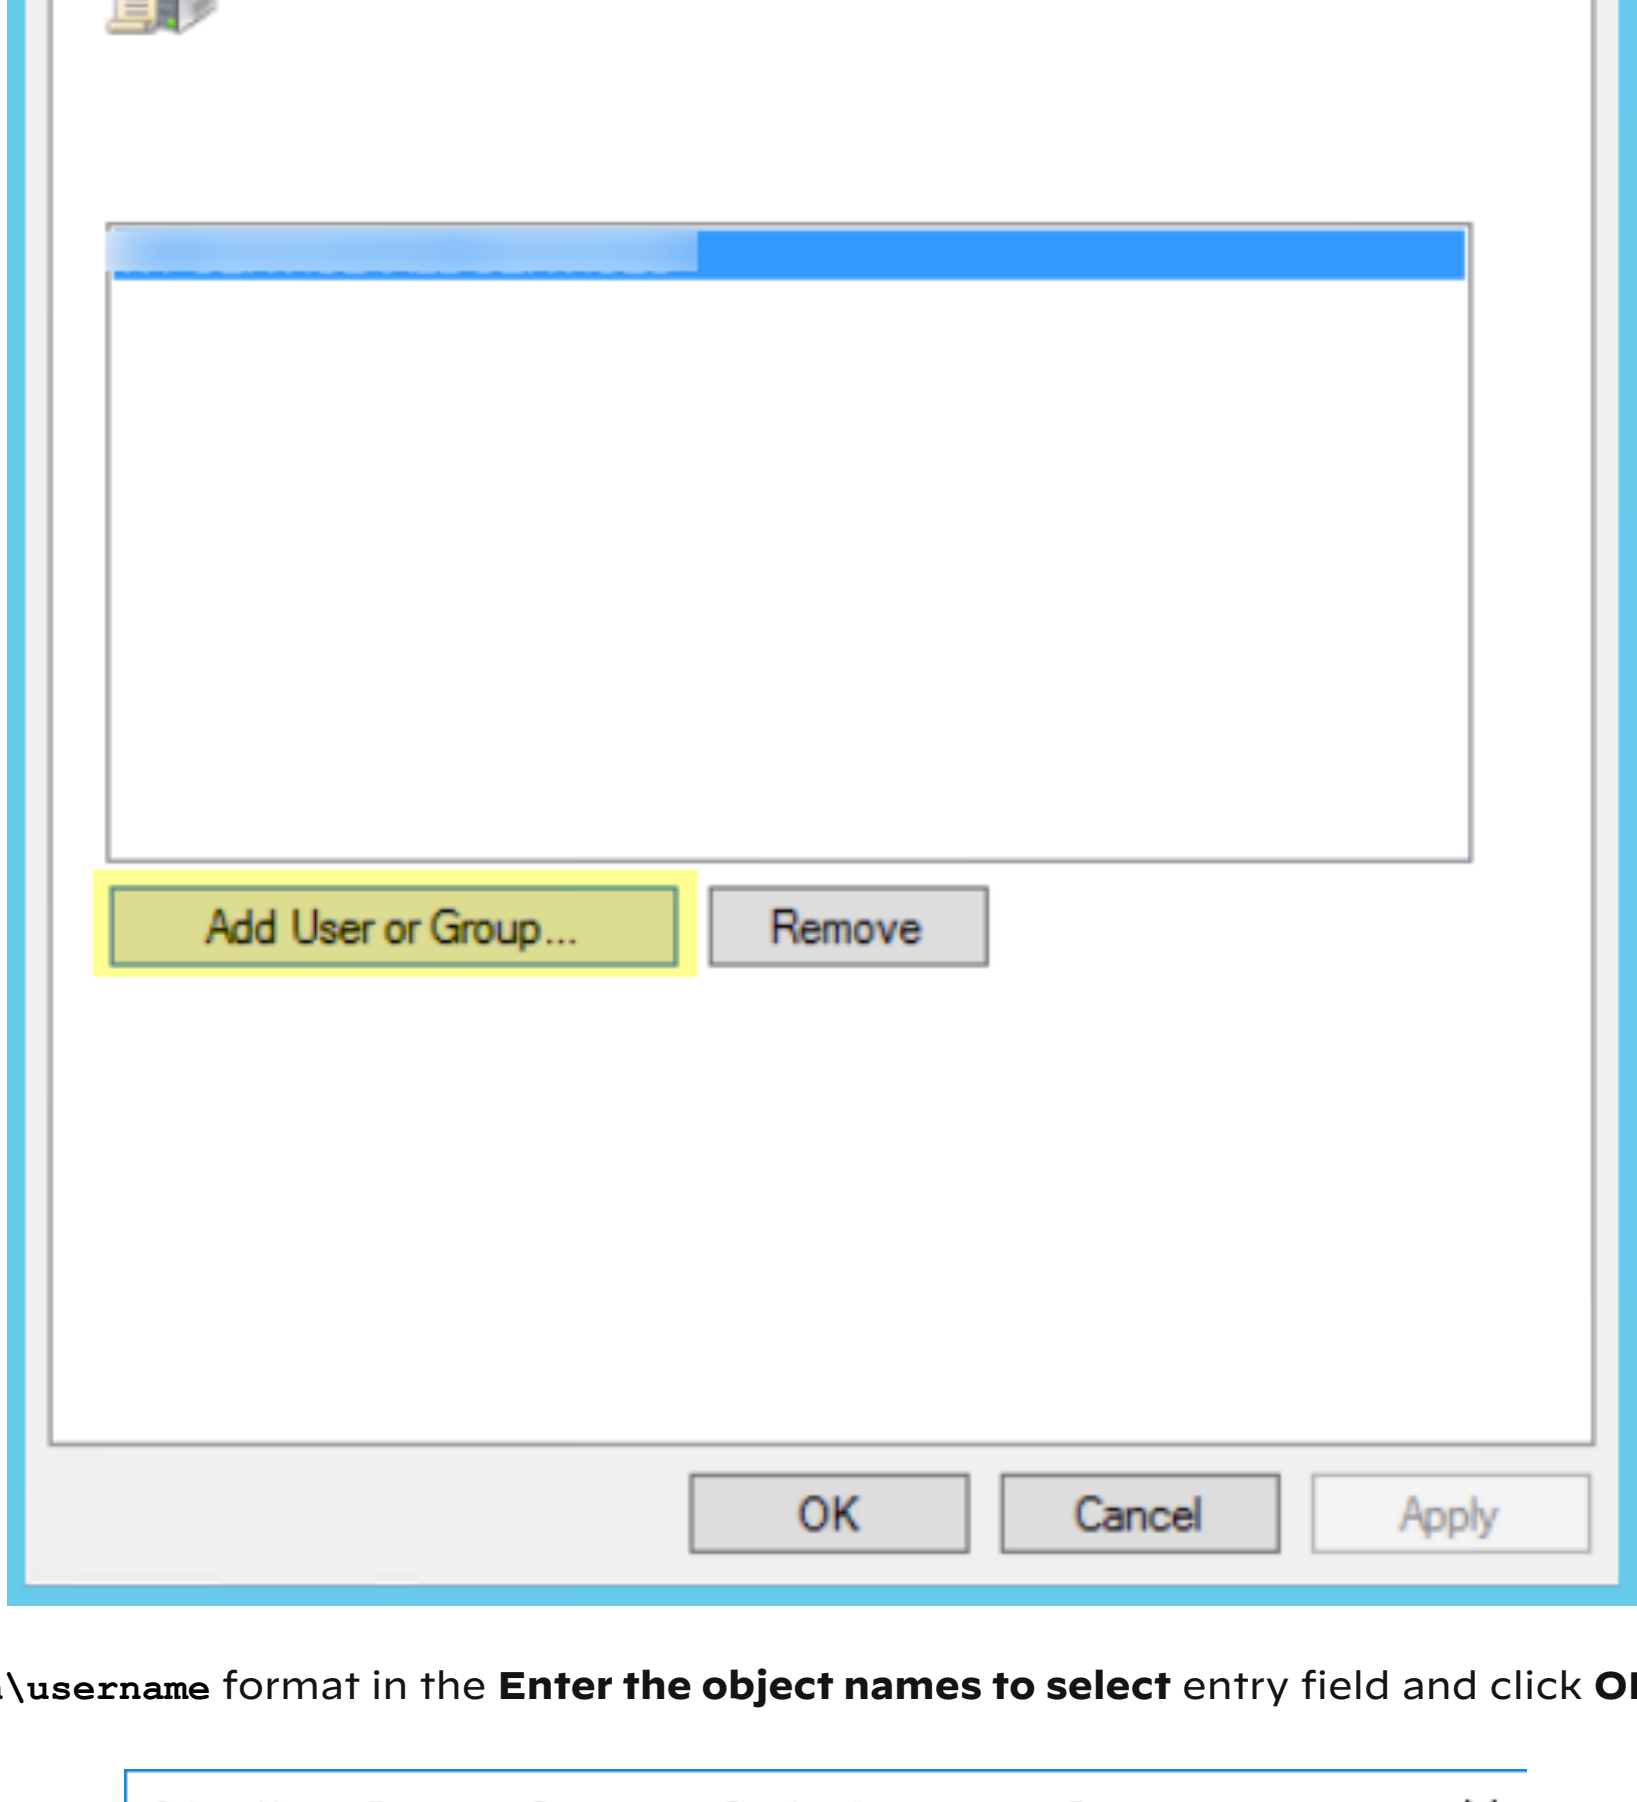 Add User or Group...
Remove
OK
Cancel
Apply
\username format in the Enter the object names to select entry field and click